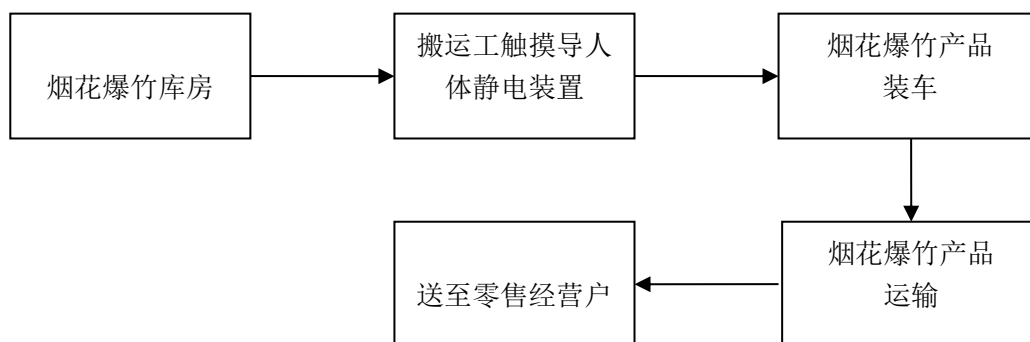 烟花爆竹库房
搬运工触摸导人
体静电装置
烟花爆竹产品
装车
烟花爆竹产品
运输
送至零售经营户